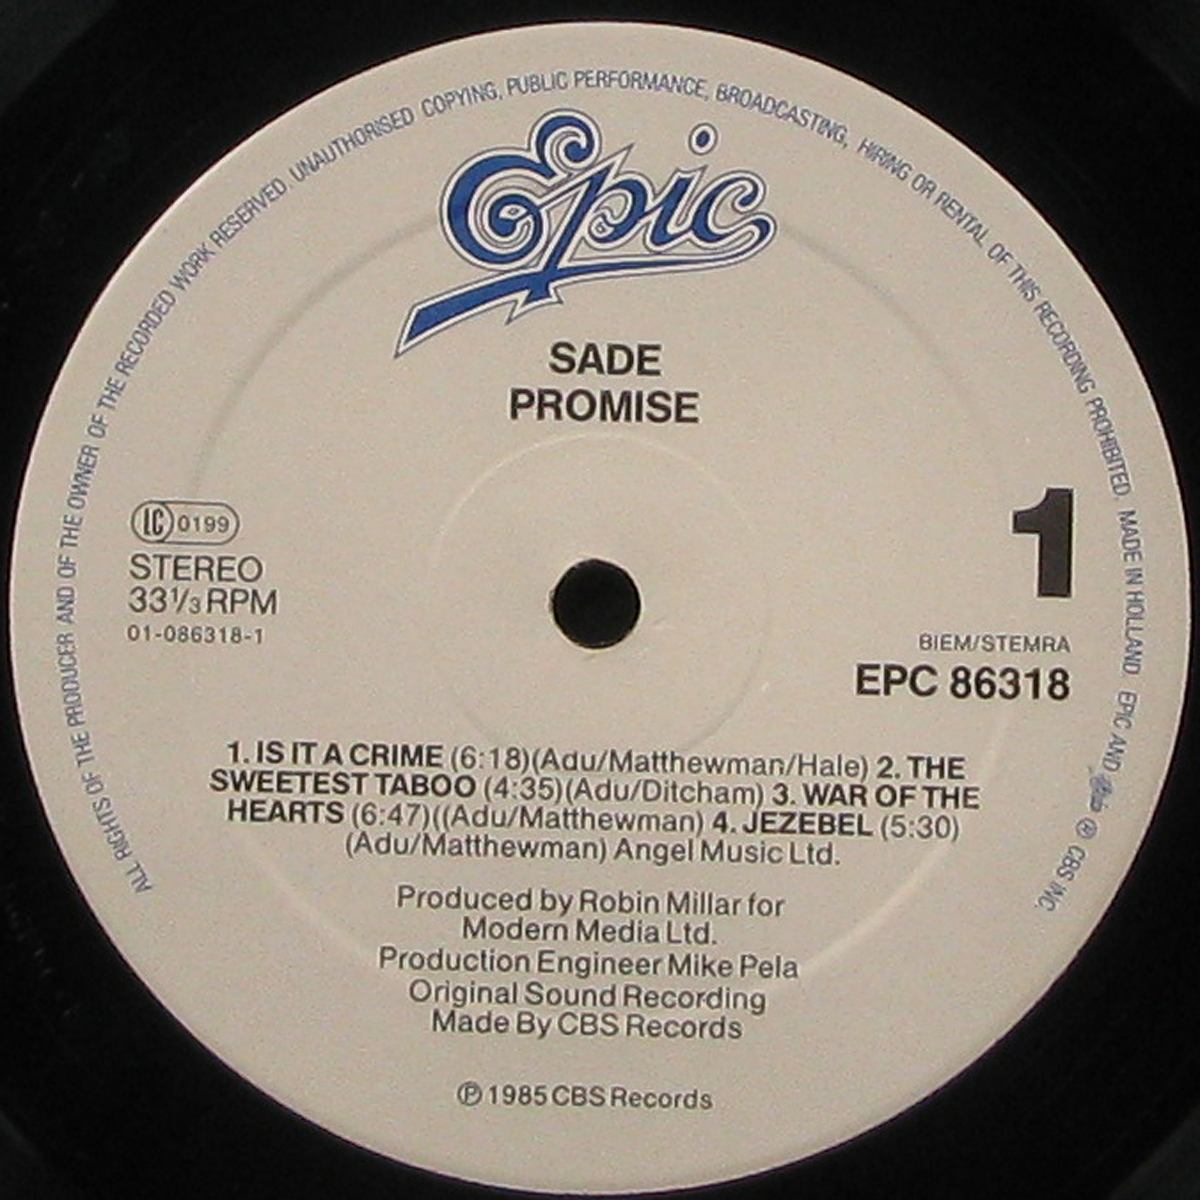 ALL RIGHTS OF THE PRODUCER AND OF THE OWNER OF THE RECORDED WORK RESERVED. UNAUTHORISED COPYING, PUBLIC PERFORMANCE, BROADCASTING, HIRING OR RENTAL OF THIS RECORDING PROHIBITED. MADE IN HOLLAND. EPIC AND Epic ® CBS INC.
Epic
SADE
PROMISE
LC 0199
STEREO
33 1/3 RPM
01-086318-1
1
BIEM/STEMRA
EPC 86318
1. IS IT A CRIME (6:18)(Adu/Matthewman/Hale) 2. THE
SWEETEST TABOO (4:35)(Adu/Ditcham) 3. WAR OF THE
HEARTS (6:47)((Adu/Matthewman) 4. JEZEBEL (5:30)
(Adu/Matthewman) Angel Music Ltd.
Produced by Robin Millar for
Modern Media Ltd.
Production Engineer Mike Pela
Original Sound Recording
Made By CBS Records
℗ 1985 CBS Records